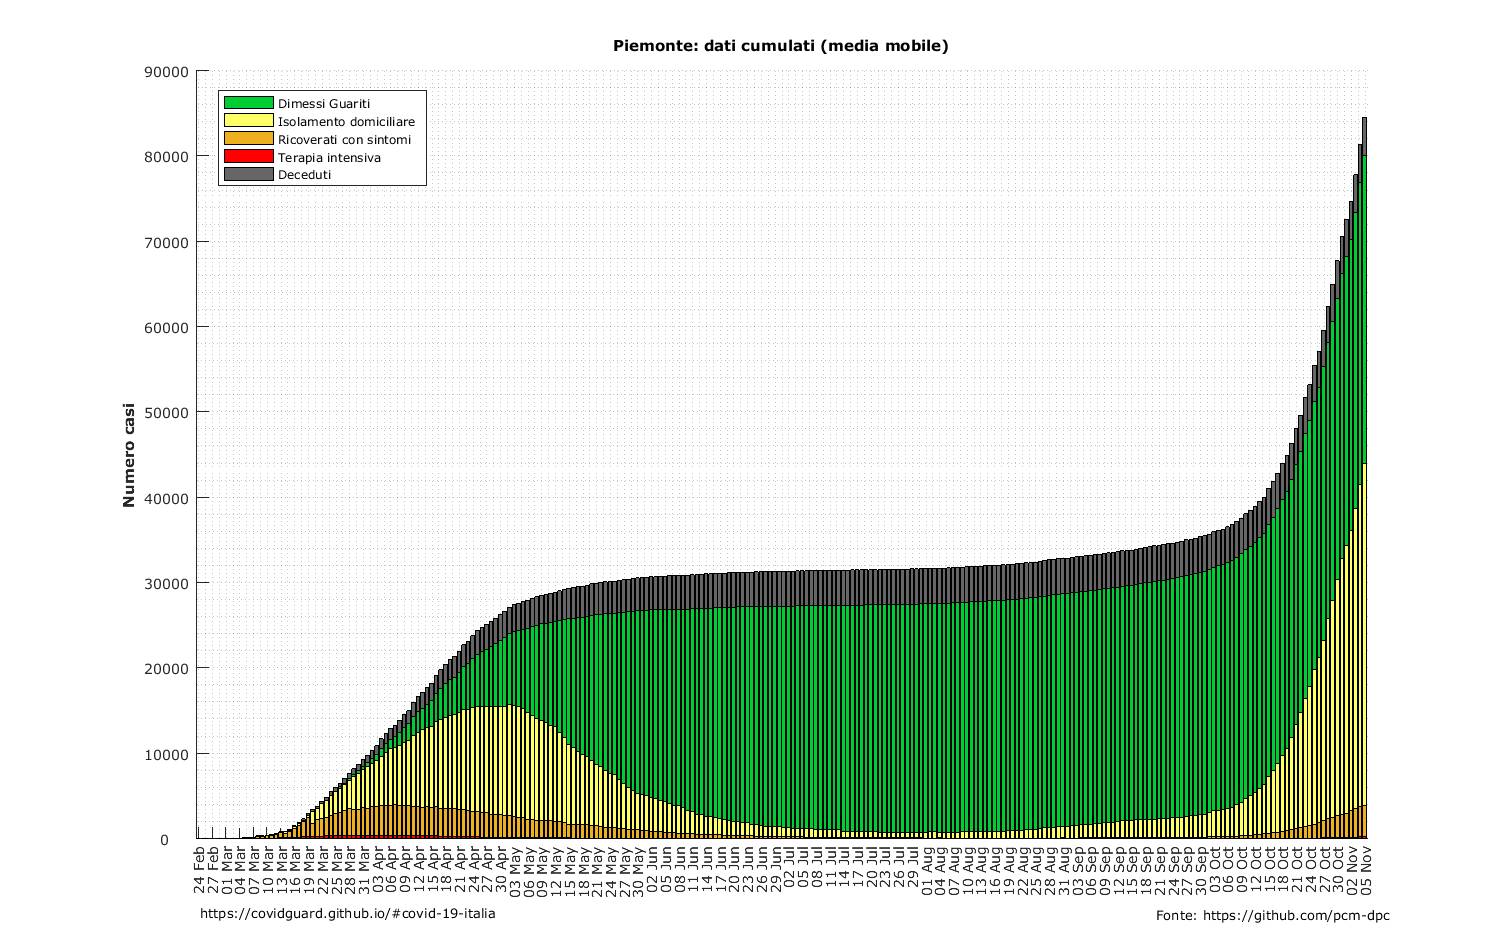 Piemonte: dati cumulati (media mobile)
90000
80000
70000
60000
50000
40000
30000
20000
10000
0
Numero casi
Dimessi Guariti
Isolamento domiciliare
Ricoverati con sintomi
Terapia intensiva
Deceduti
24 Feb
27 Feb
01 Mar
04 Mar
07 Mar
10 Mar
13 Mar
16 Mar
19 Mar
22 Mar
25 Mar
28 Mar
31 Mar
03 Apr
06 Apr
09 Apr
12 Apr
15 Apr
18 Apr
21 Apr
24 Apr
27 Apr
30 Apr
03 May
06 May
09 May
12 May
15 May
18 May
21 May
24 May
27 May
30 May
02 Jun
05 Jun
08 Jun
11 Jun
14 Jun
17 Jun
20 Jun
23 Jun
26 Jun
29 Jun
02 Jul
05 Jul
08 Jul
11 Jul
14 Jul
17 Jul
20 Jul
23 Jul
26 Jul
29 Jul
01 Aug
04 Aug
07 Aug
10 Aug
13 Aug
16 Aug
19 Aug
22 Aug
25 Aug
28 Aug
31 Aug
03 Sep
06 Sep
09 Sep
12 Sep
15 Sep
18 Sep
21 Sep
24 Sep
27 Sep
30 Sep
03 Oct
06 Oct
09 Oct
12 Oct
15 Oct
18 Oct
21 Oct
24 Oct
27 Oct
30 Oct
02 Nov
05 Nov
https://covidguard.github.io/#covid-19-italia
Fonte: https://github.com/pcm-dpc